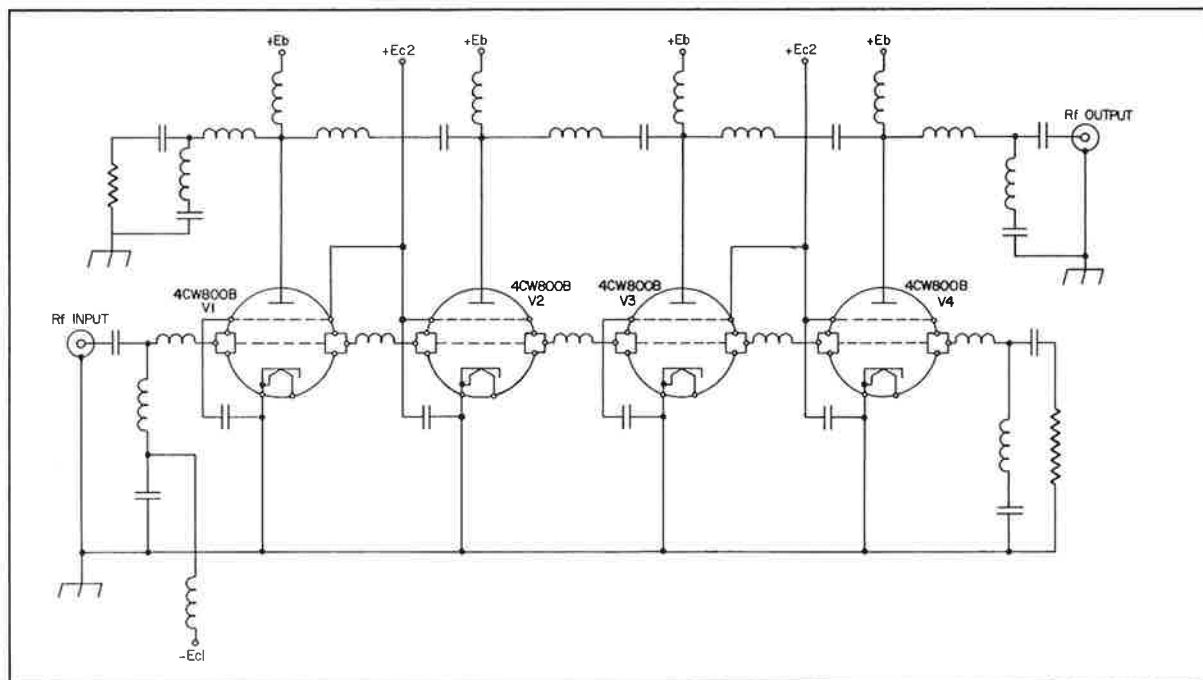 +Eb
+Ec2
+Eb
+Eb
+Ec2
+Eb
Rf OUTPUT
4CW800B
V1
4CW800B
V2
4CW800B
V3
4CW800B
V4
Rf INPUT
-Ec1